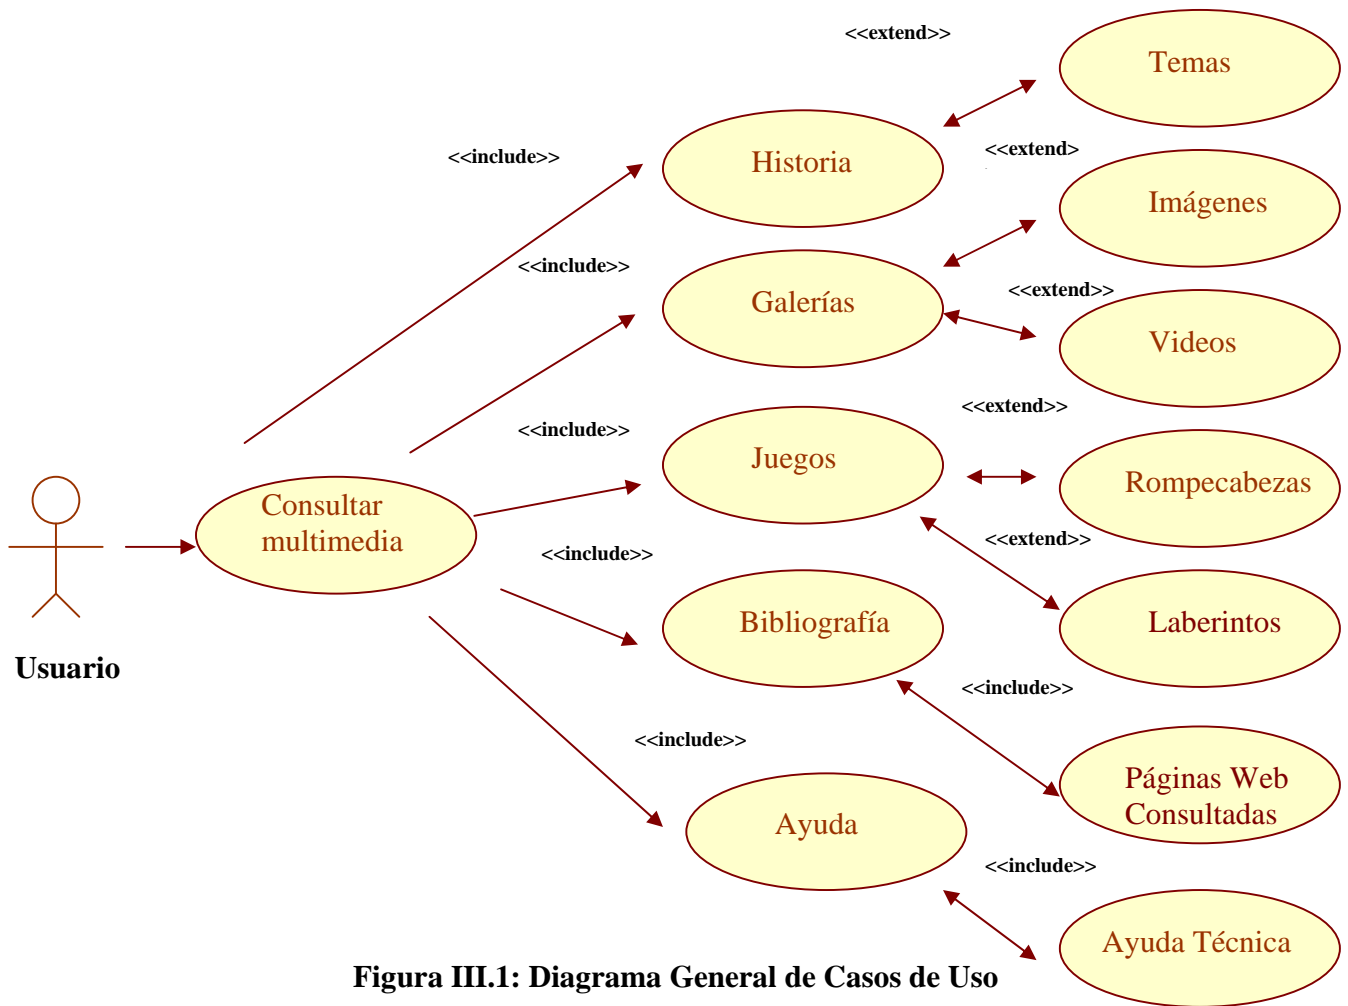 <<extend>>
Temas
<<include>>
Historia
<<extend>
Imágenes
<<include>>
Galerías
<<extend>>
Videos
<<extend>>
<<include>>
Juegos
Rompecabezas
Consultar
multimedia
<<extend>>
<<include>>
Bibliografía
Laberintos
Usuario
<<include>>
<<include>>
Páginas Web
Consultadas
Ayuda
<<include>>
Ayuda Técnica
Figura III.1: Diagrama General de Casos de Uso